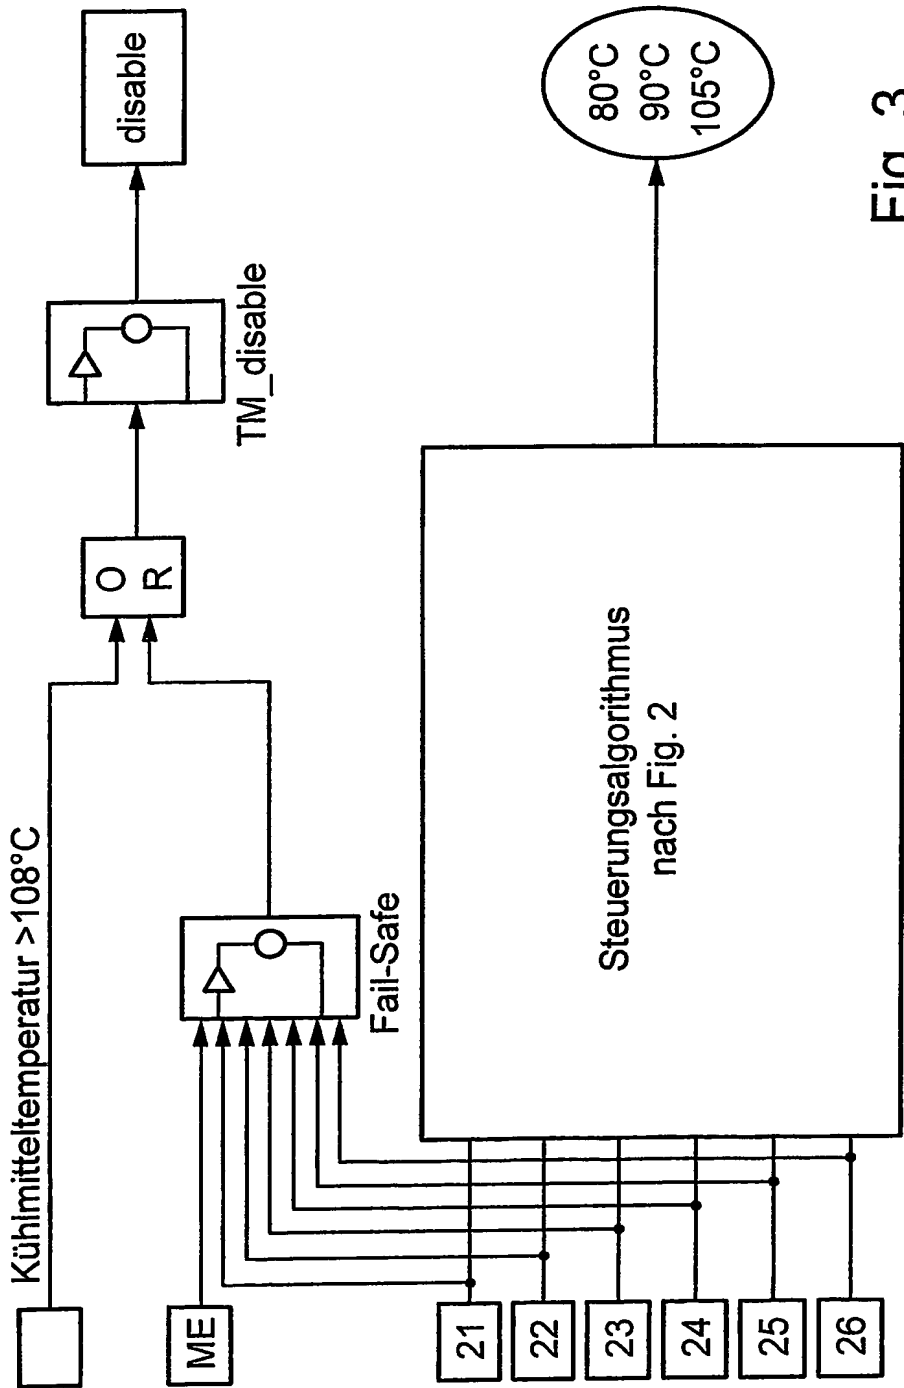 Kühlmitteltemperatur >108°C
O
R
TM_disable
disable
ME
Fail-Safe
21
22
23
24
25
26
Steuerungsalgorithmus
nach Fig. 2
80°C
90°C
105°C
Fig. 3